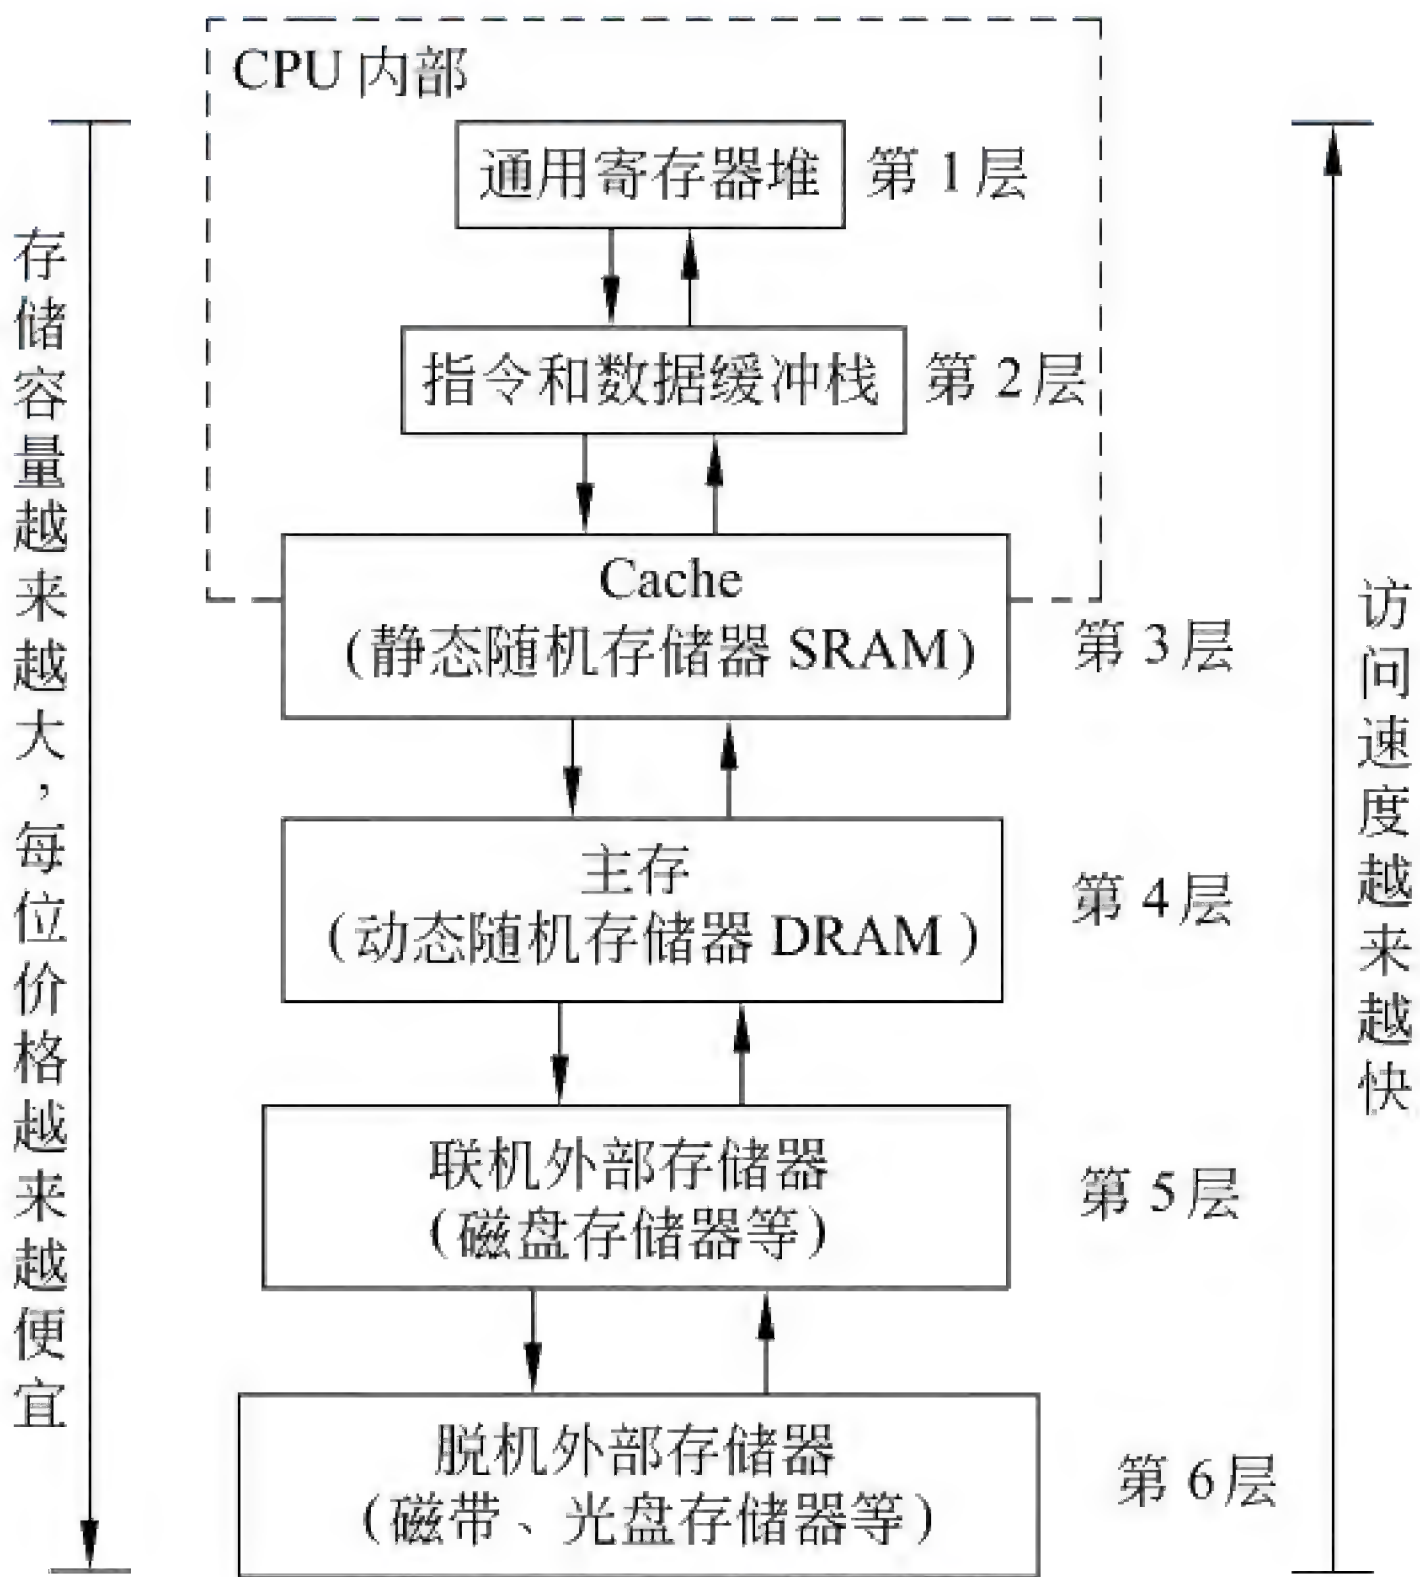 CPU 内部
通用寄存器堆
第 1 层
指令和数据缓冲栈
第 2 层
Cache
(静态随机存储器 SRAM)
第 3 层
主存
(动态随机存储器 DRAM )
第 4 层
联机外部存储器
(磁盘存储器等)
第 5 层
脱机外部存储器
(磁带、光盘存储器等)
第 6 层
存储容量越来越大，每位价格越来越便宜
访问速度越来越快